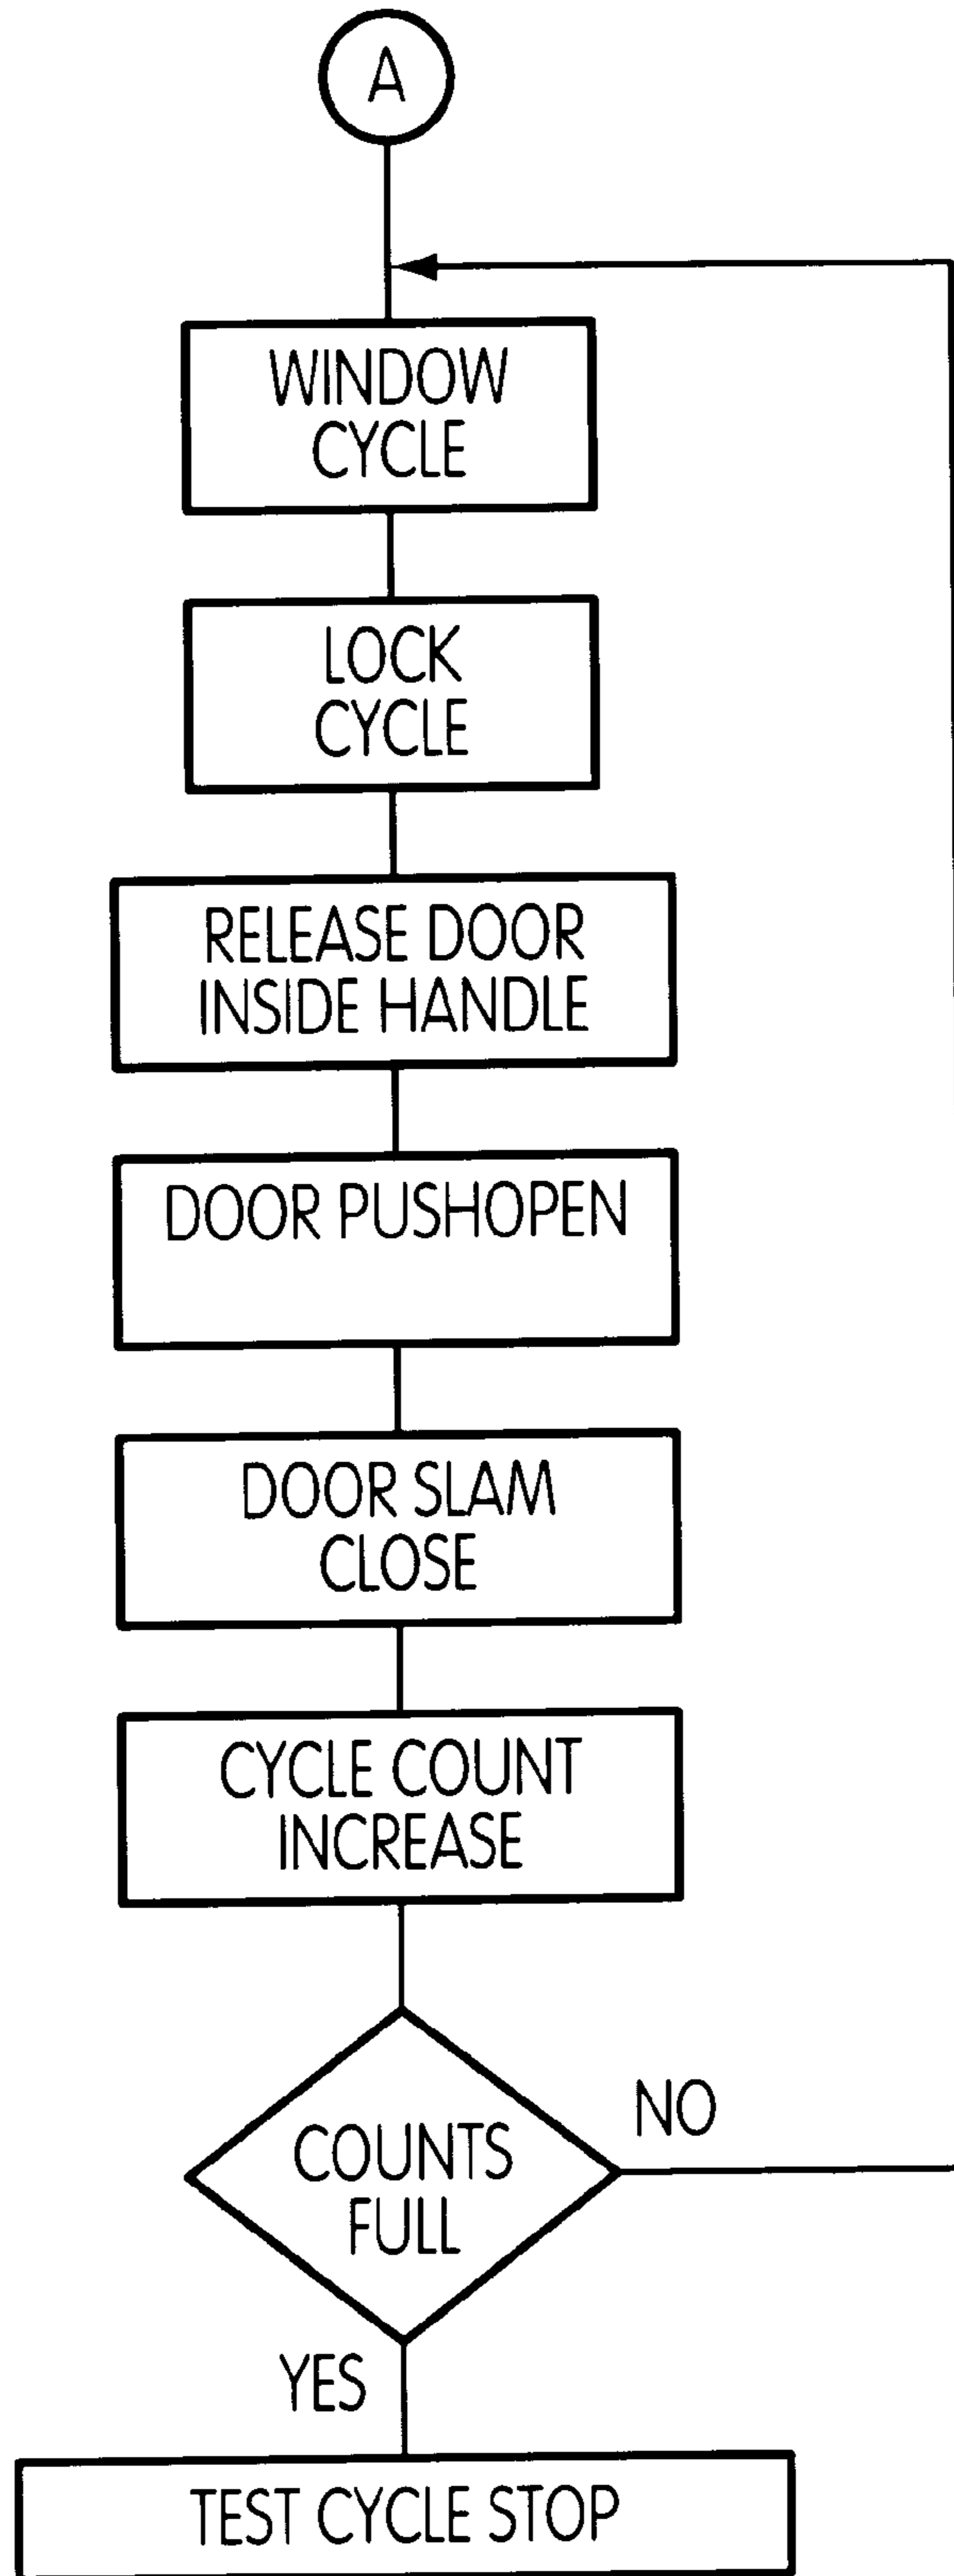 A
WINDOW
CYCLE
LOCK
CYCLE
RELEASE DOOR
INSIDE HANDLE
DOOR PUSHOPEN
DOOR SLAM
CLOSE
CYCLE COUNT
INCREASE
NO
COUNTS
FULL
YES
TEST CYCLE STOP